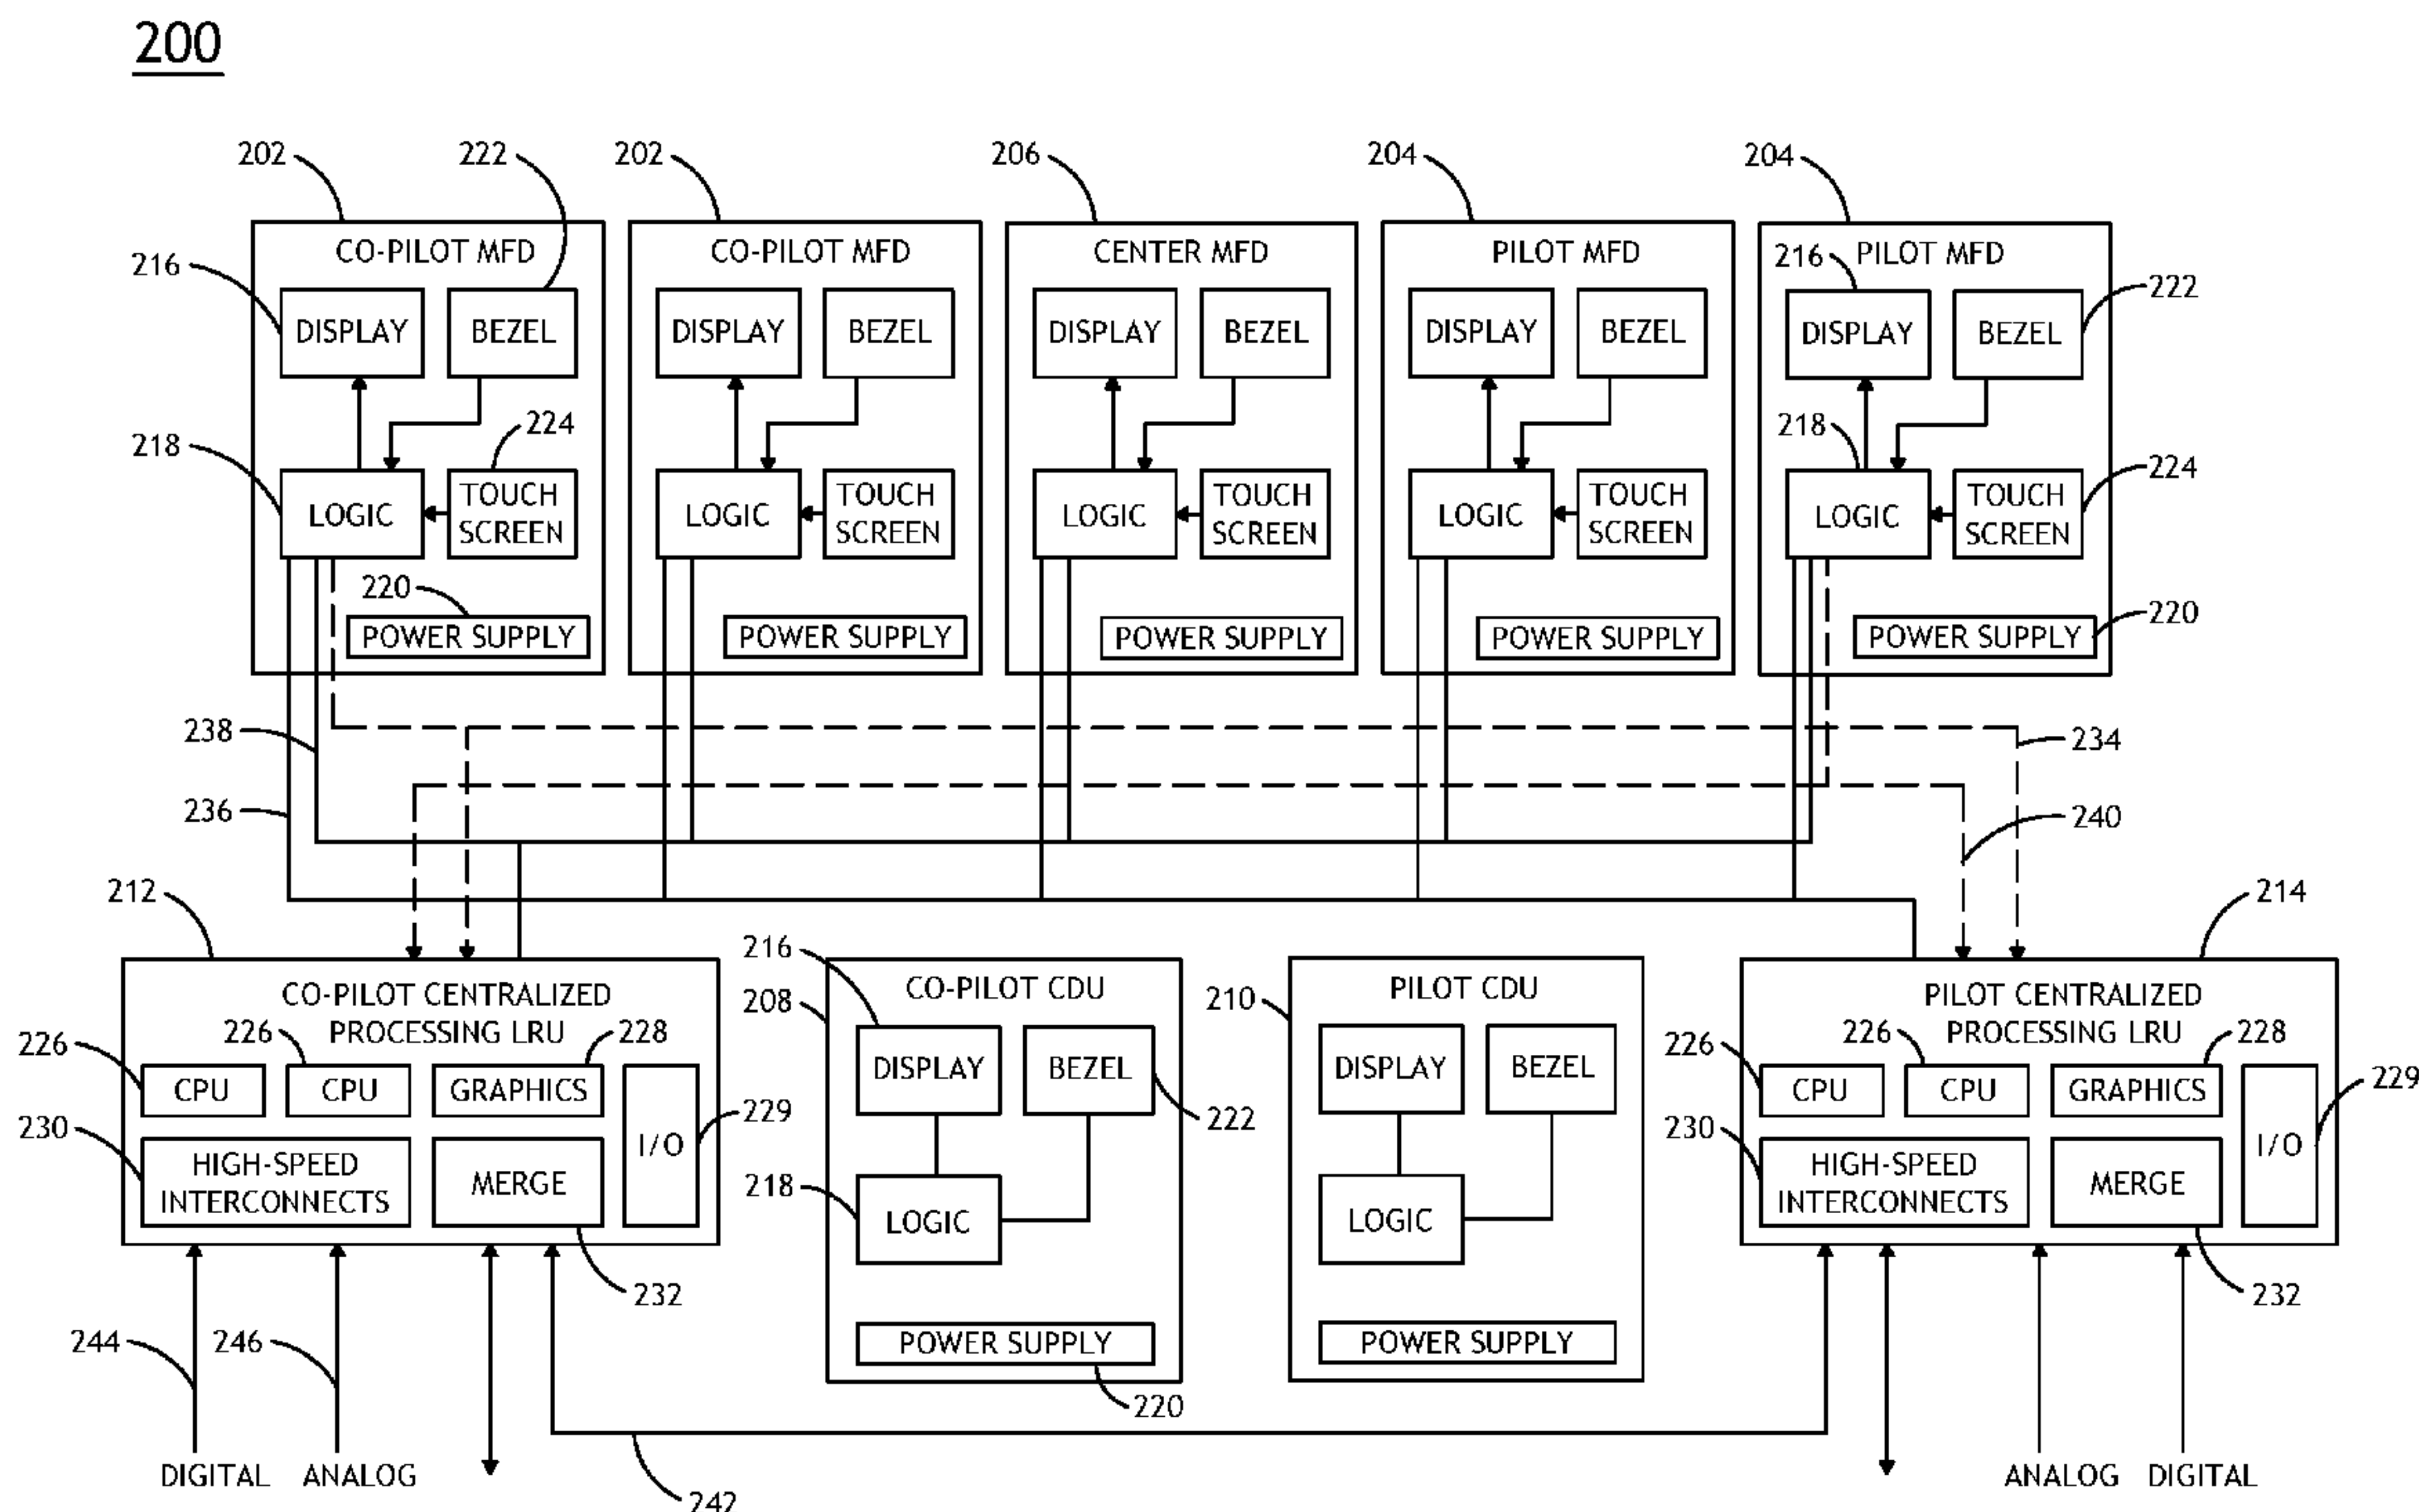 200
202
222
202
206
204
204
CO-PILOT MFD
CO-PILOT MFD
CENTER MFD
PILOT MFD
216
PILOT MFD
216
222
DISPLAY
BEZEL
DISPLAY
BEZEL
DISPLAY
BEZEL
DISPLAY
BEZEL
DISPLAY
BEZEL
218
224
218
224
LOGIC
TOUCH
SCREEN
LOGIC
TOUCH
SCREEN
LOGIC
TOUCH
SCREEN
LOGIC
TOUCH
SCREEN
LOGIC
TOUCH
SCREEN
220
220
POWER SUPPLY
POWER SUPPLY
POWER SUPPLY
POWER SUPPLY
POWER SUPPLY
238
234
236
240
212
214
CO-PILOT CENTRALIZED
PROCESSING LRU
226
226
228
CPU
CPU
GRAPHICS
229
I/O
230
HIGH-SPEED
INTERCONNECTS
MERGE
232
216
208
CO-PILOT CDU
DISPLAY
BEZEL
222
218
LOGIC
POWER SUPPLY
220
210
PILOT CDU
DISPLAY
BEZEL
LOGIC
POWER SUPPLY
PILOT CENTRALIZED
PROCESSING LRU
226
226
228
CPU
CPU
GRAPHICS
229
I/O
230
HIGH-SPEED
INTERCONNECTS
MERGE
232
244
246
DIGITAL
ANALOG
242
ANALOG
DIGITAL